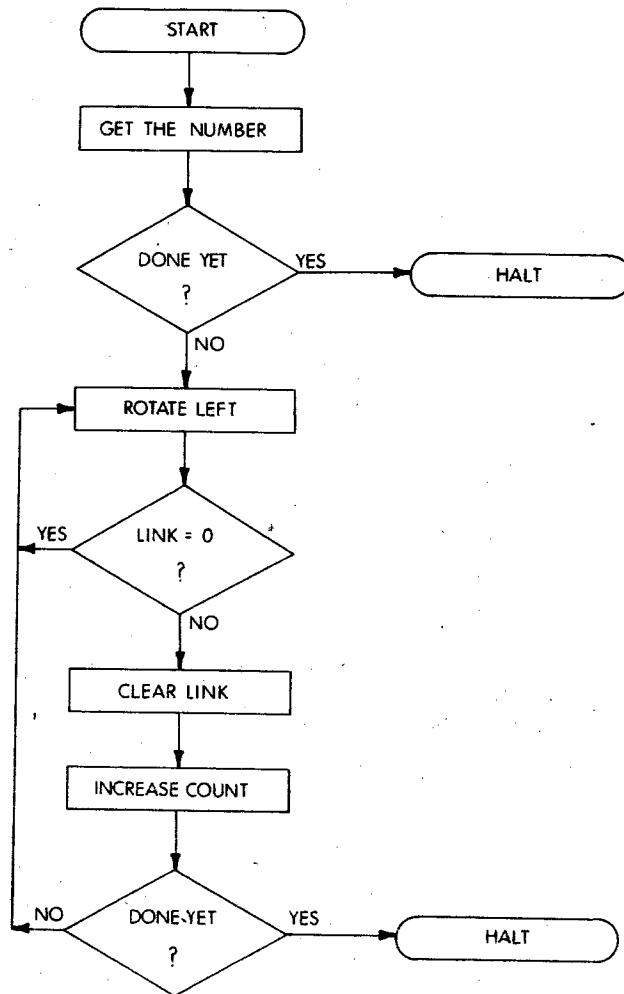 START
GET THE NUMBER
DONE YET
?
YES
HALT
NO
ROTATE LEFT
YES
LINK = 0
?
NO
CLEAR LINK
INCREASE COUNT
NO
DONE YET
?
YES
HALT